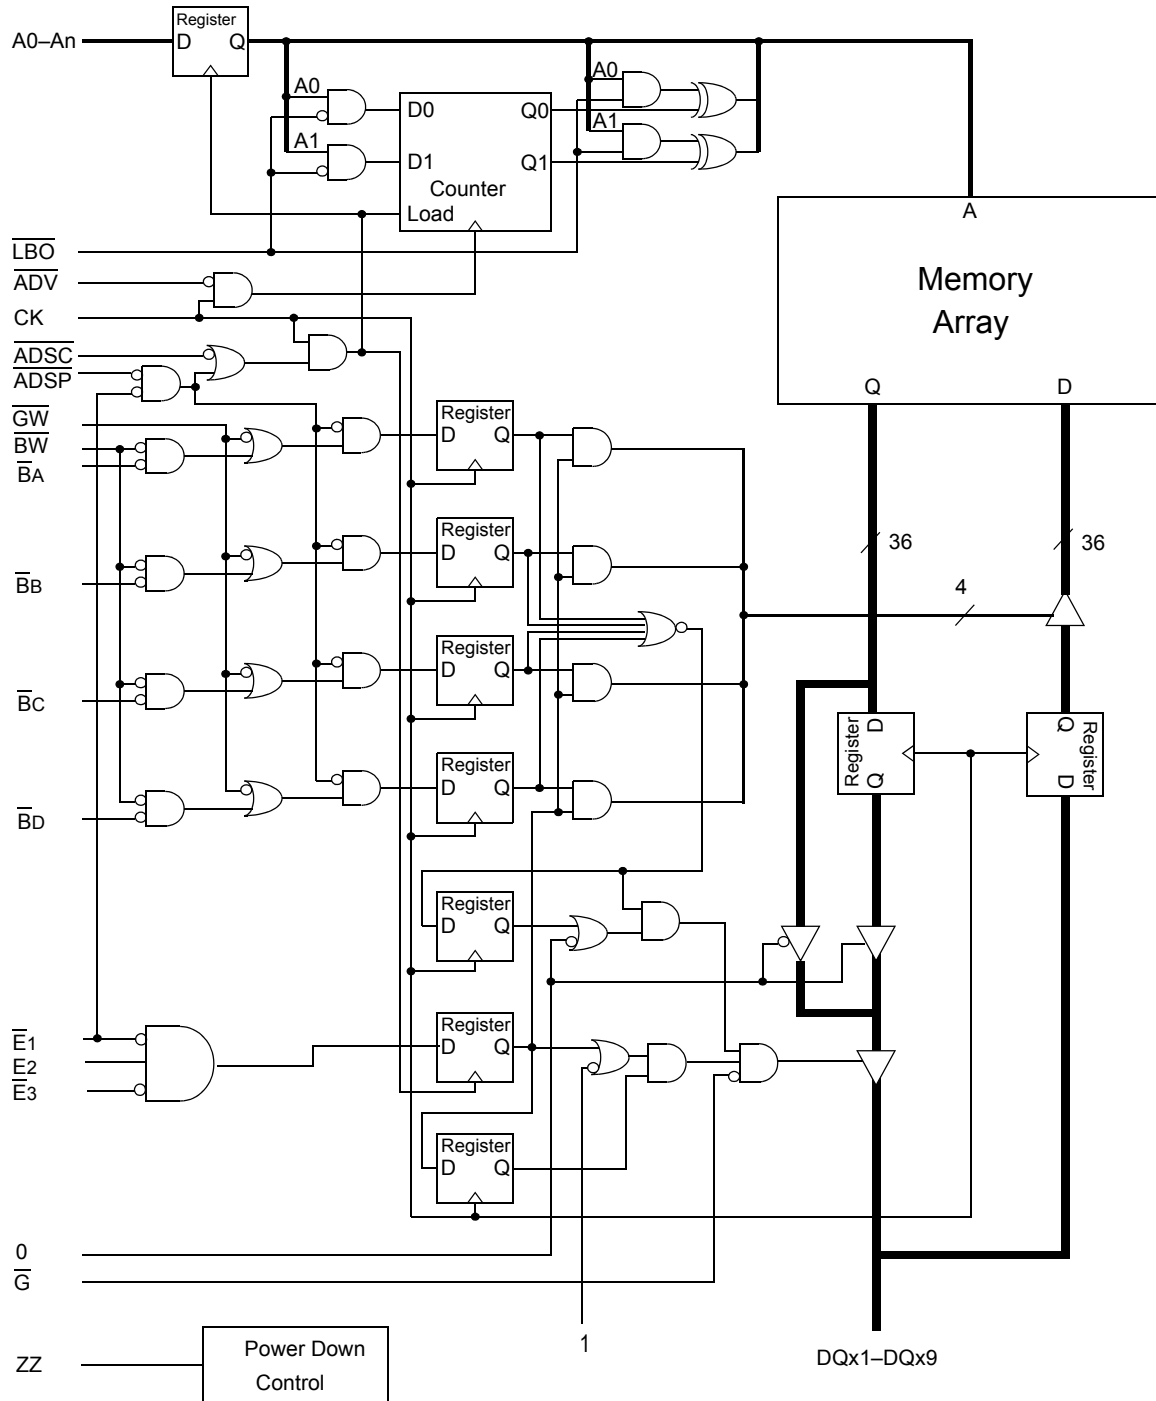 Register
A0–An
D Q
A0
A0
D0
Q0
A1
A1
D1
Q1
Counter
Load
A
LBO
ADV
CK
Memory
Array
ADSC
ADSP
Q
D
GW
BW
BA
Register
D Q
Register
D Q
36
36
BB
4
Register
D Q
BC
Register
D
Q
Q
D
Register
Register
D Q
BD
Register
D Q
Register
D Q
E1
E2
E3
Register
D Q
0
G
1
ZZ
Power Down
Control
DQx1–DQx9